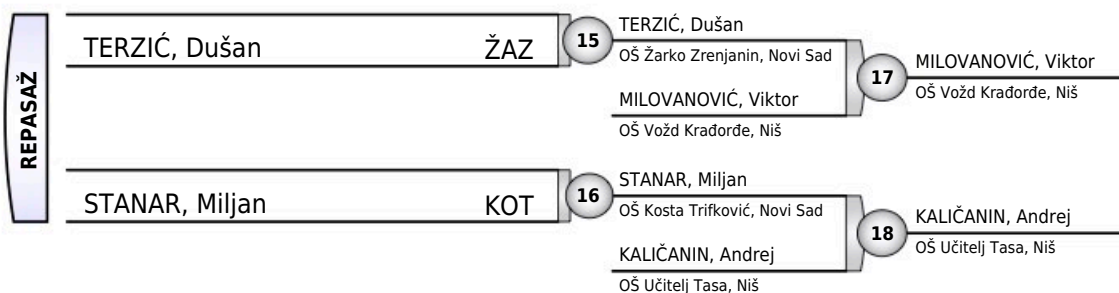 REPASAŽ
TERZIĆ, Dušan ŽAZ
15
TERZIĆ, Dušan
OŠ Žarko Zrenjanin, Novi Sad
MILOVANOVIĆ, Viktor
OŠ Vožd Krađorđe, Niš
17
MILOVANOVIĆ, Viktor
OŠ Vožd Krađorđe, Niš
STANAR, Miljan KOT
16
STANAR, Miljan
OŠ Kosta Trifković, Novi Sad
KALIČANIN, Andrej
OŠ Učitelj Tasa, Niš
18
KALIČANIN, Andrej
OŠ Učitelj Tasa, Niš